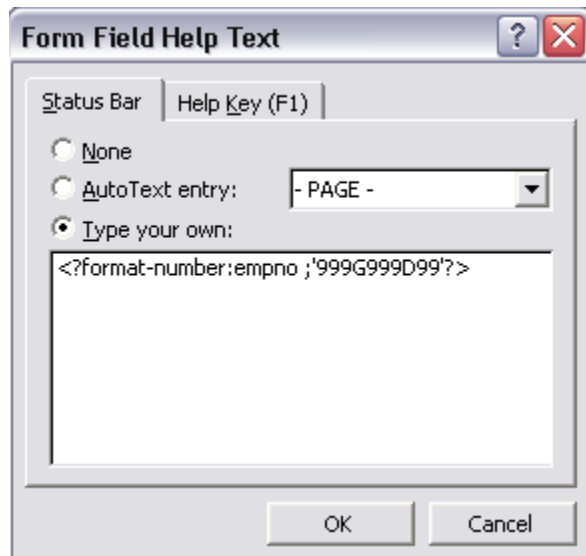 Form Field Help Text
?
Status Bar
Help Key (F1)
None
AutoText entry:
- PAGE -
Type your own:
<?format-number:empno ;'999G999D99'?>
OK
Cancel